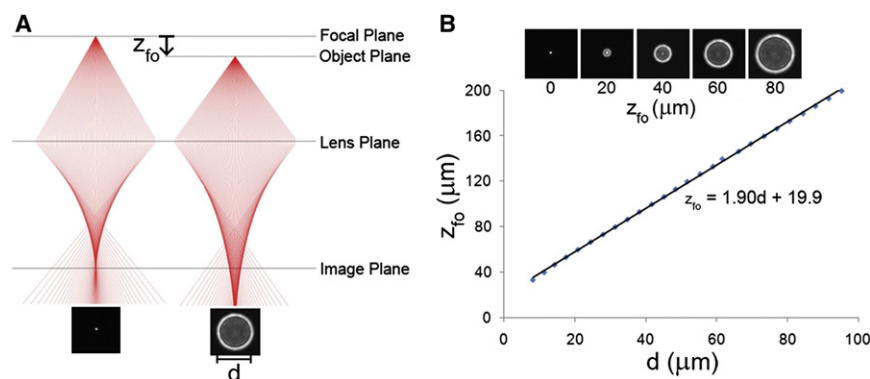 A
z_fo
Focal Plane
Object Plane
Lens Plane
Image Plane
d
B
0 20 40 60 80
z_fo (μm)
200
160
120
80
40
0
z_fo (μm)
z_fo = 1.90d + 19.9
0 20 40 60 80 100
d (μm)